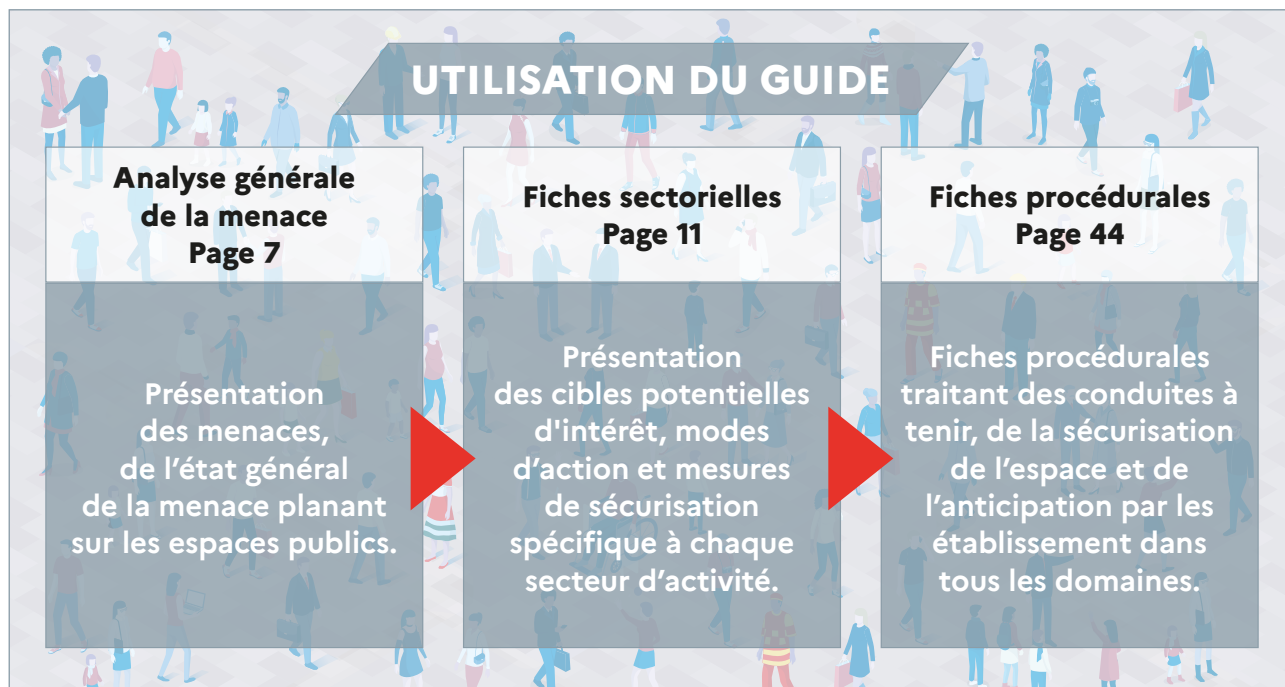 UTILISATION DU GUIDE
Analyse générale
de la menace
Page 7
Présentation
des menaces,
de l'état général
de la menace planant
sur les espaces publics.
Fiches sectorielles
Page 11
Présentation
des cibles potentielles
d'intérêt, modes
d'action et mesures
de sécurisation
spécifique à chaque
secteur d'activité.
Fiches procédurales
Page 44
Fiches procédurales
traitant des conduites à
tenir, de la sécurisation
de l'espace et de
l'anticipation par les
établissement dans
tous les domaines.